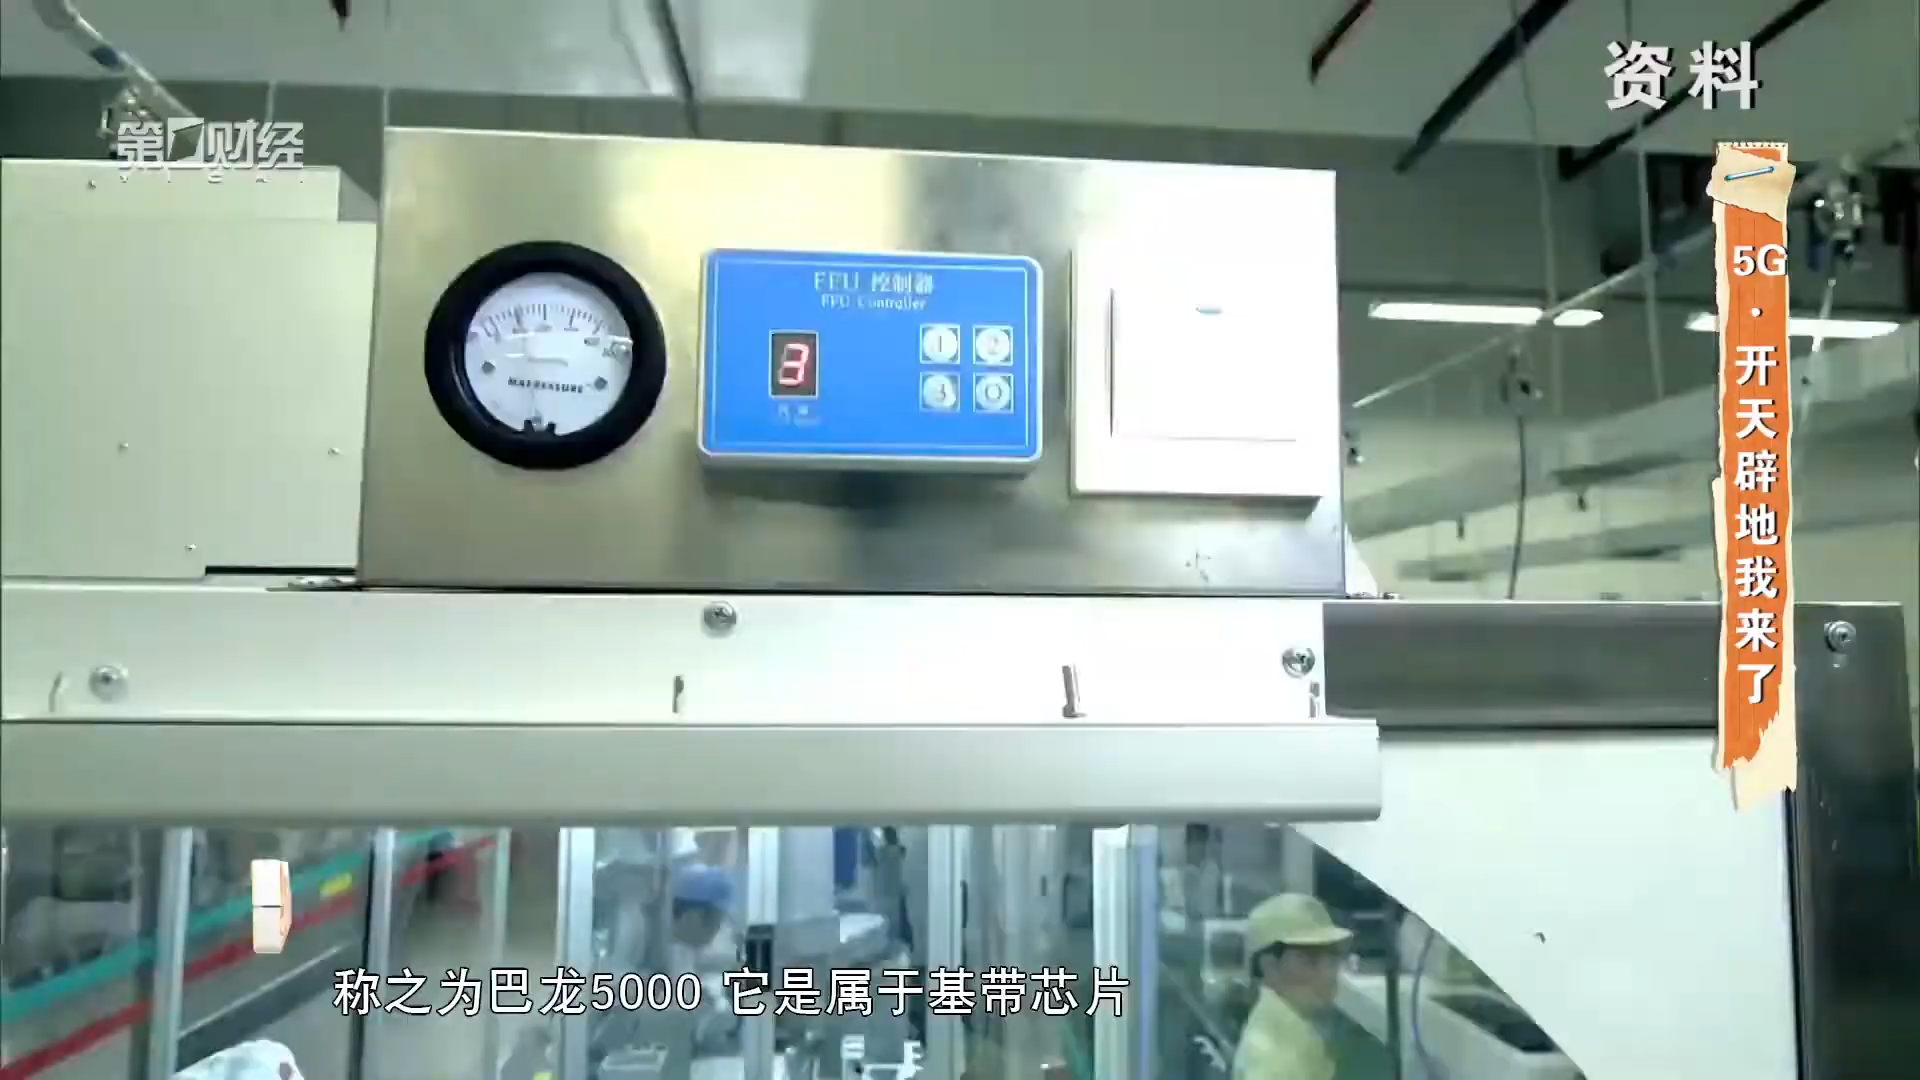 资料
第一财经
5G·开天辟地我来了
FFU 控制器
FFU Controller
3
1 2
3 0
称之为巴龙5000 它是属于基带芯片